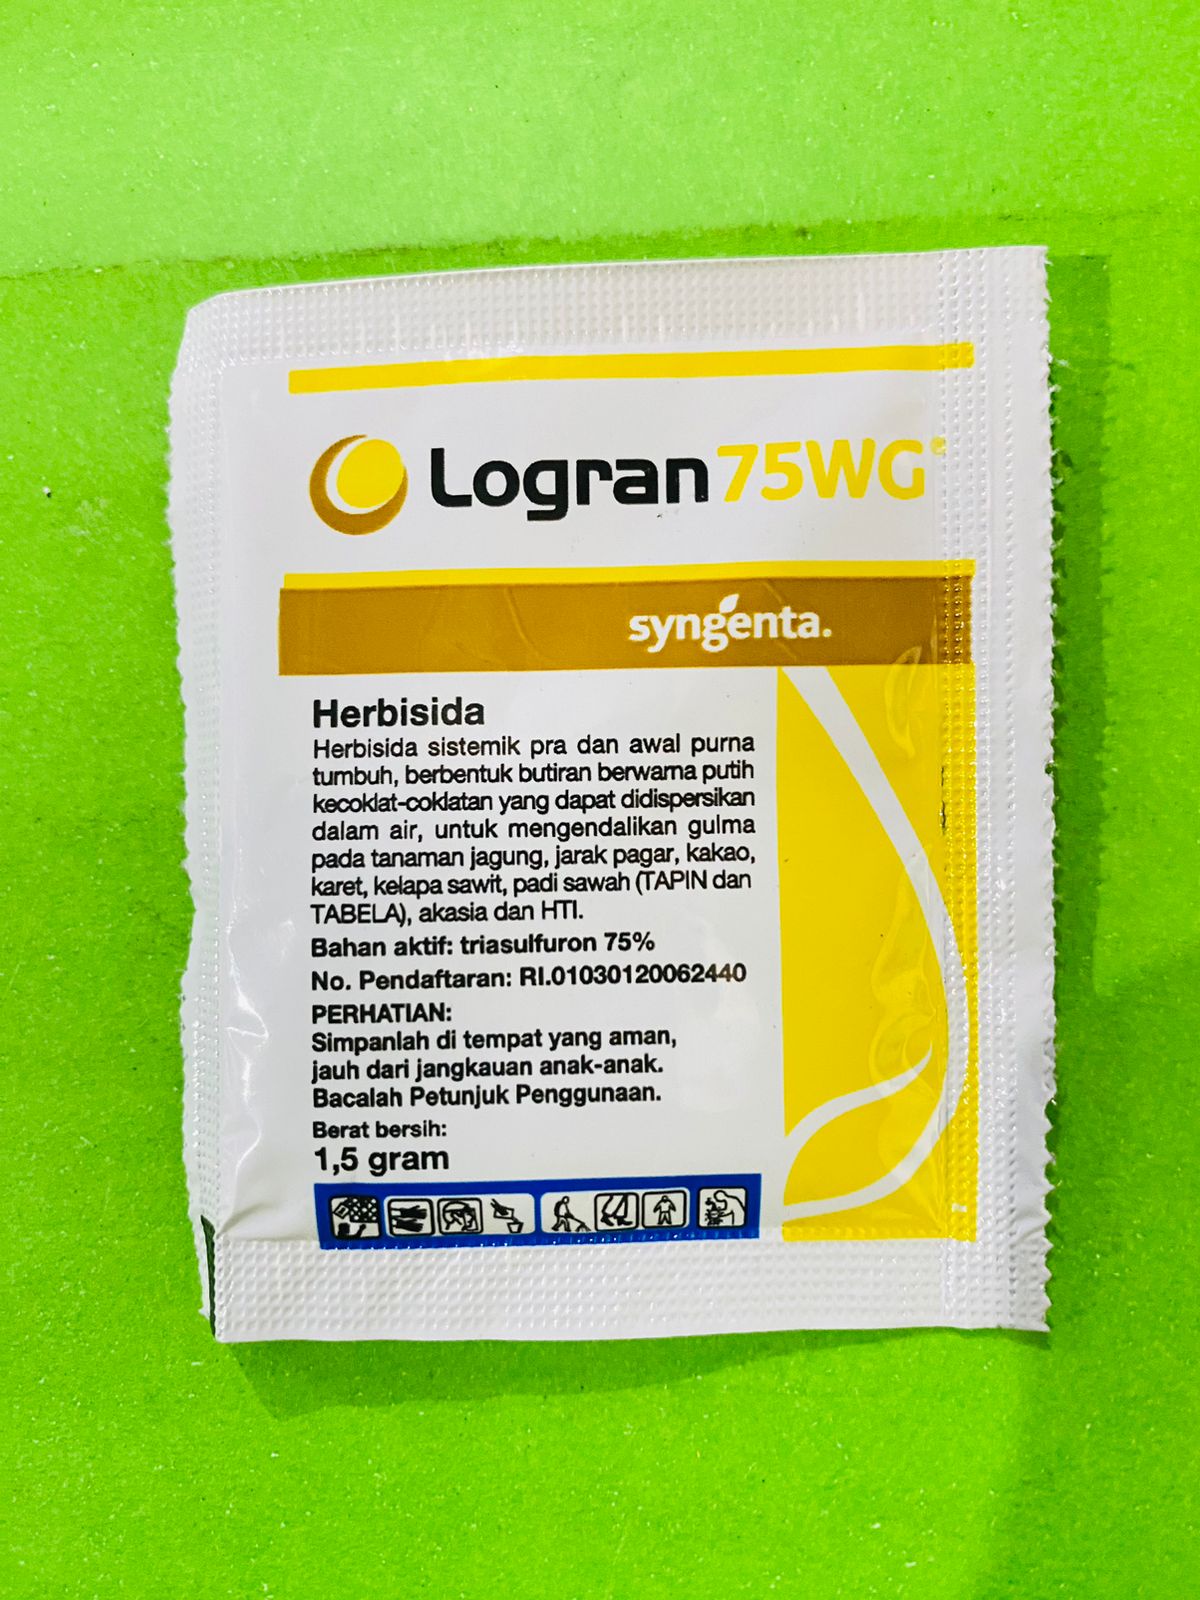 Logran 75WG®
syngenta.
Herbisida
Herbisida sistemik pra dan awal purna
tumbuh, berbentuk butiran berwarna putih
kecoklat-coklatan yang dapat didispersikan
dalam air, untuk mengendalikan gulma
pada tanaman jagung, jarak pagar, kakao,
karet, kelapa sawit, padi sawah (TAPIN dan
TABELA), akasia dan HTI.
Bahan aktif: triasulfuron 75%
No. Pendaftaran: RI.01030120062440
PERHATIAN:
Simpanlah di tempat yang aman,
jauh dari jangkauan anak-anak.
Bacalah Petunjuk Penggunaan.
Berat bersih:
1,5 gram